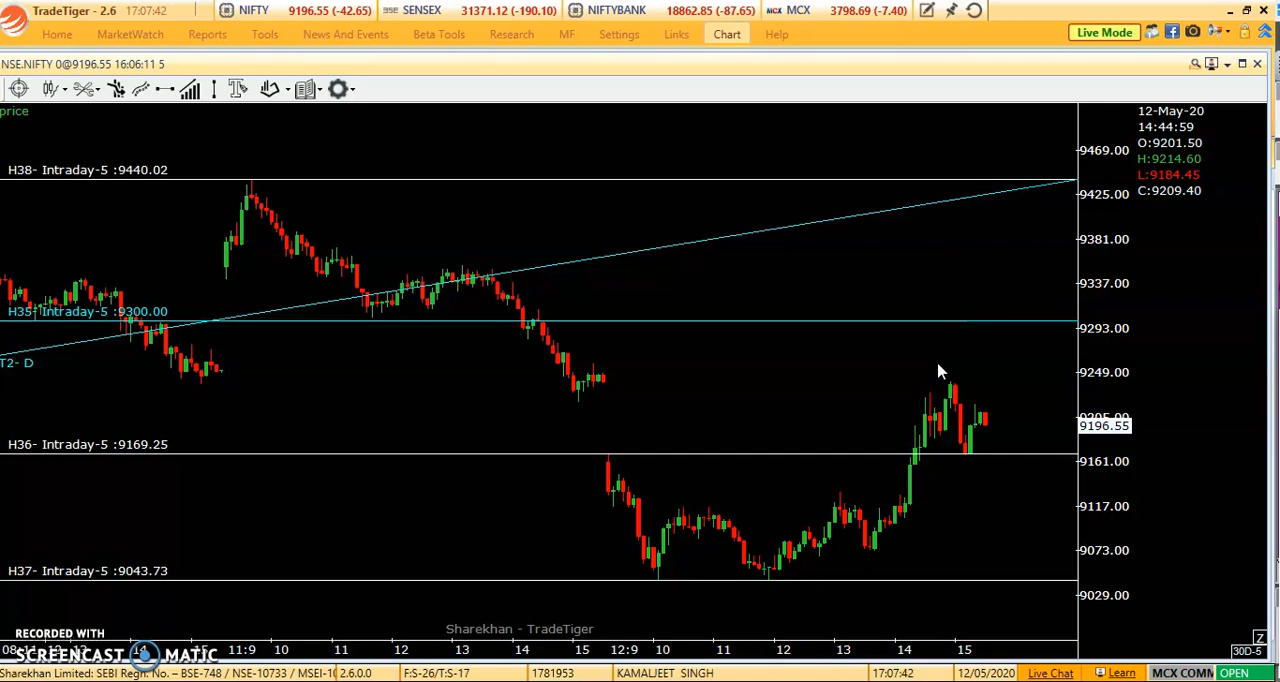 TradeTiger - 2.6 17:07:42 NIFTY 9196.55 (-42.65) BSE SENSEX 31371.12 (-190.10) NIFTYBANK 18862.85 (-87.65) MCX MCX 3798.69 (-7.40)
Home MarketWatch Reports Tools News And Events Beta Tools Research MF Settings Links Chart Help Live Mode
NSE.NIFTY 0@9196.55 16:06:11 5
price
12-May-20
14:44:59
O:9201.50
H:9214.60
L:9184.45
C:9209.40
9469.00
H38- Intraday-5 :9440.02
9425.00
9381.00
9337.00
H35- Intraday-5 :9300.00
9293.00
T2- D
9249.00
9205.00
9196.55
H36- Intraday-5 :9169.25
9161.00
9117.00
9073.00
H37- Intraday-5 :9043.73
9029.00
Sharekhan - TradeTiger
RECORDED WITH
SCREENCAST MATIC
08:11 14 15 11:9 10 11 12 13 14 15 12:9 10 11 12 13 14 15 Z 30D-5
Sharekhan Limited: SEBI Regn. No. – BSE-748 / NSE-10733 / MSEI- 2.6.0.0 F:S-26/T:S-17 1781953 KAMALJEET SINGH 17:07:42 12/05/2020 Live Chat Learn MCX COMM OPEN